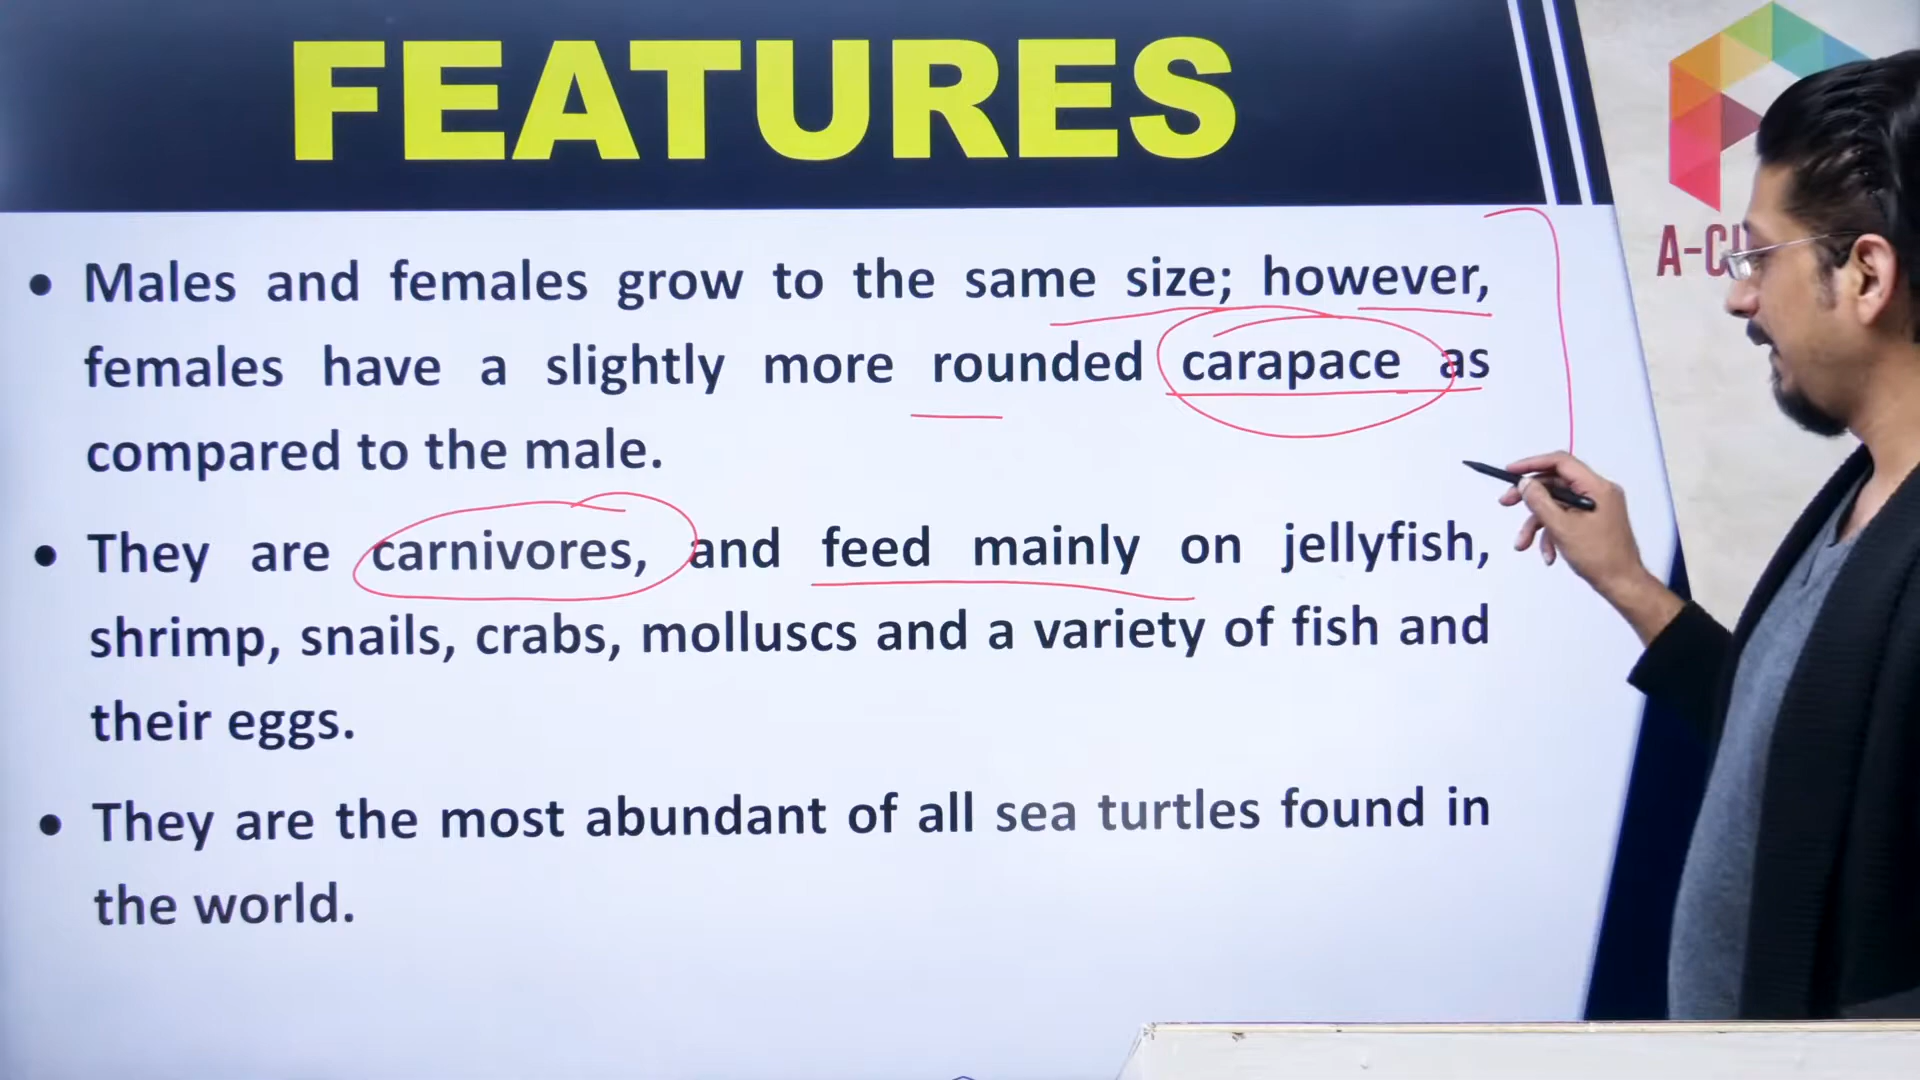 FEATURES
• Males and females grow to the same size; however,
females have a slightly more rounded carapace as
compared to the male.
• They are carnivores, and feed mainly on jellyfish,
shrimp, snails, crabs, molluscs and a variety of fish and
their eggs.
• They are the most abundant of all sea turtles found in
the world.